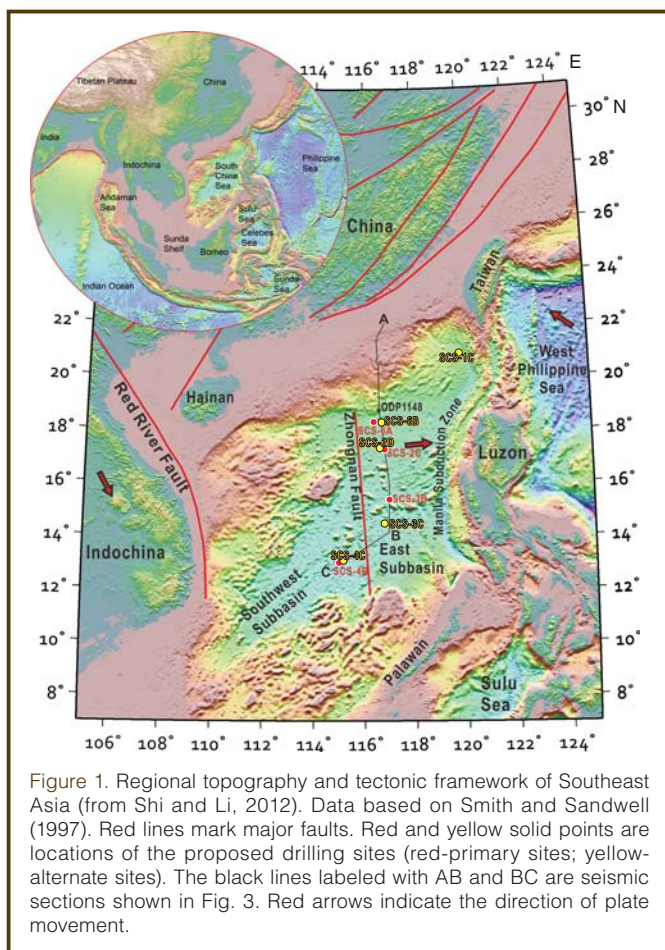 114° 116° 118° 120° 122° 124° E
30° N
28°
26°
24°
22°
20°
18°
16°
14°
12°
10°
8°
Tibetan Plateau
China
India
Indochina
South
China
Sea
Philippine
Sea
Andaman
Sea
Sulu
Sea
Celebes
Sea
Sunda
Shelf
Borneo
Indian Ocean
Sunda
Sea
China
Taiwan
22°
20°
18°
16°
14°
12°
10°
8°
A
SCS-1C
West
Philippine
Sea
Hainan
Red River Fault
ODP1148
SCS-6B
SCS-6A
SCS-2D
SCS-2C
Zhongnan Fault
Manila Subduction Zone
Luzon
SCS-3B
SCS-3C
B
Indochina
SCS-4C
SCS-4B
C
East
Subbasin
Southwest
Subbasin
Palawan
Sulu
Sea
106° 108° 110° 112° 114° 116° 118° 120° 122° 124°
Figure 1. Regional topography and tectonic framework of Southeast
Asia (from Shi and Li, 2012). Data based on Smith and Sandwell
(1997). Red lines mark major faults. Red and yellow solid points are
locations of the proposed drilling sites (red-primary sites; yellow-
alternate sites). The black lines labeled with AB and BC are seismic
sections shown in Fig. 3. Red arrows indicate the direction of plate
movement.